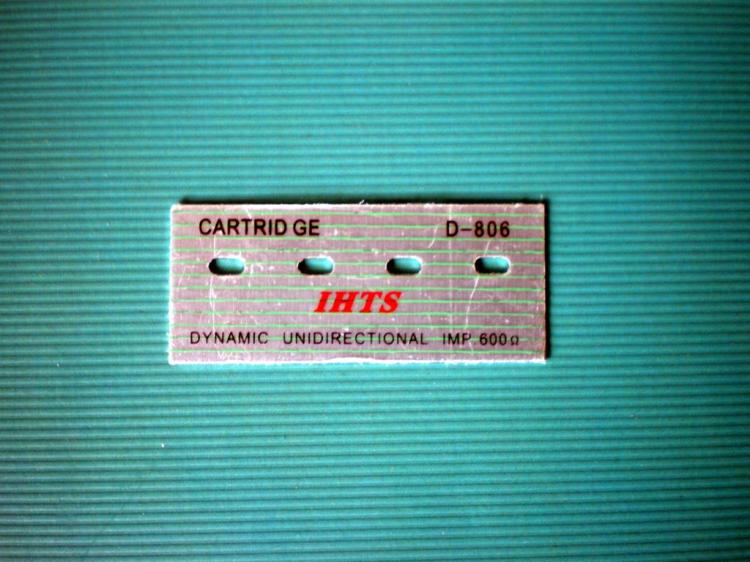 CARTRID GE D-806
IHTS
DYNAMIC UNIDIRECTIONAL IMP 600Ω